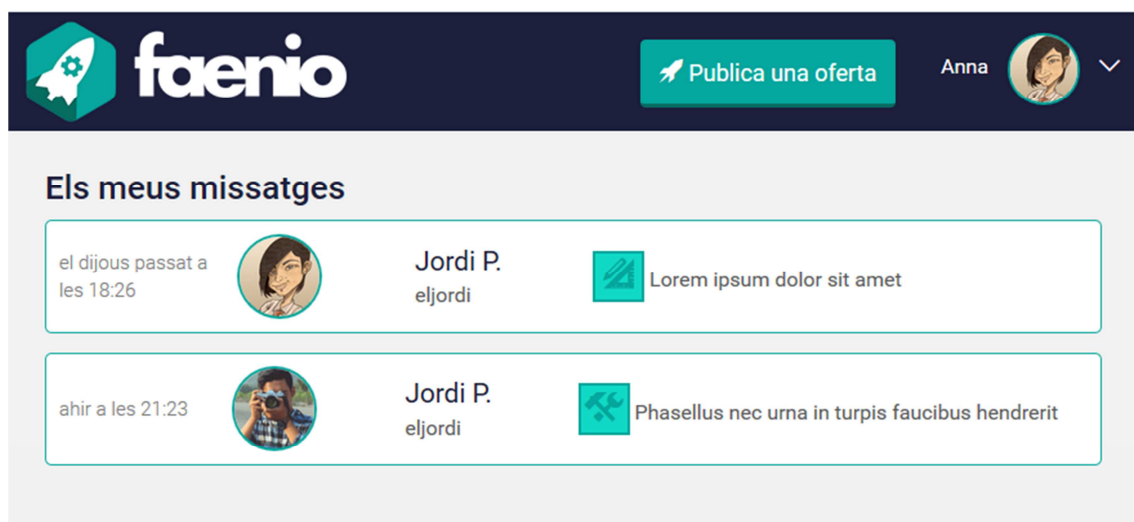 faenio
Publica una oferta
Anna
Els meus missatges
el dijous passat a
les 18:26
Jordi P.
eljordi
Lorem ipsum dolor sit amet
ahir a les 21:23
Jordi P.
eljordi
Phasellus nec urna in turpis faucibus hendrerit